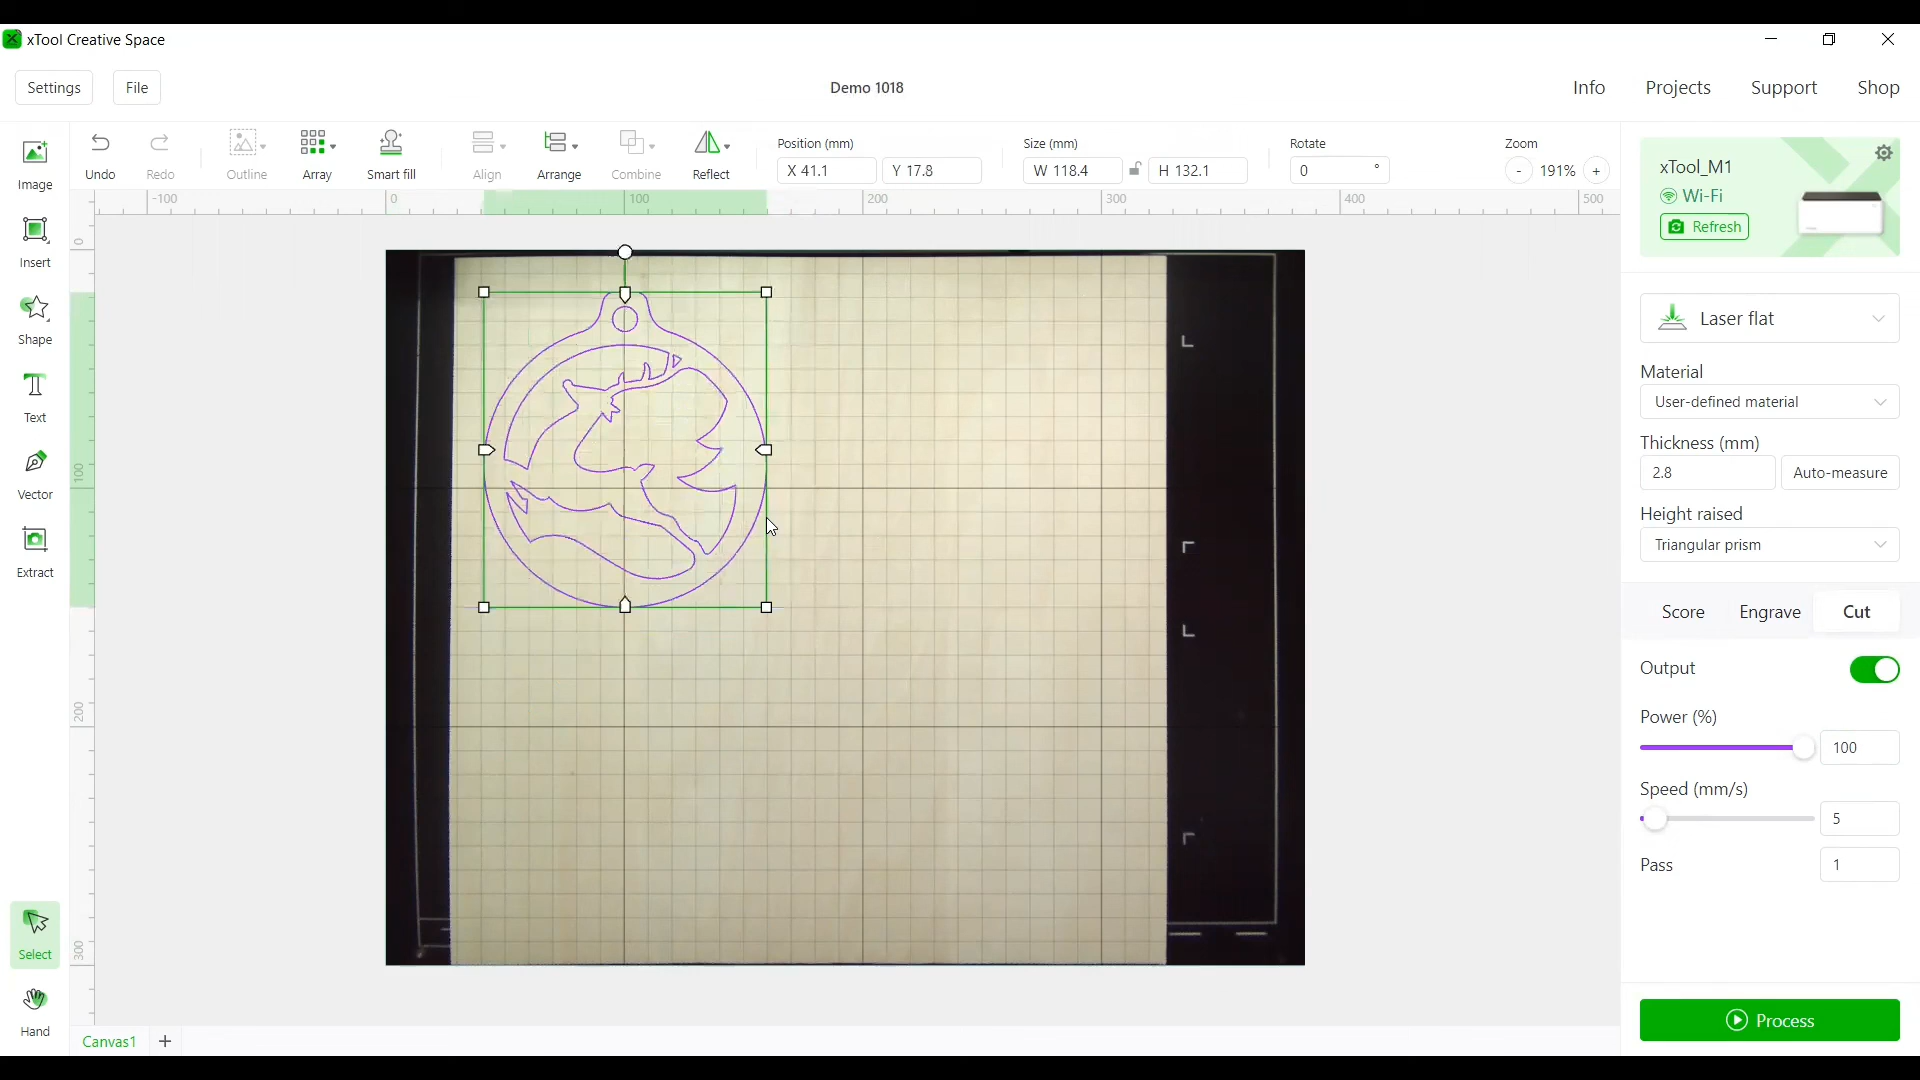 xTool Creative Space
Settings
File
Demo 1018
Info
Projects
Support
Shop
Image
Insert
Shape
Text
Vector
Extract
Select
Hand
Undo
Redo
Outline
Array
Smart fill
Align
Arrange
Combine
Reflect
Position (mm)
X 41.1
Y 17.8
Size (mm)
W 118.4
H 132.1
Rotate
0 °
Zoom
- 191% +
-100
0
100
200
300
400
500
0
100
200
300
xTool_M1
Wi-Fi
Refresh
Laser flat
Material
User-defined material
Thickness (mm)
2.8
Auto-measure
Height raised
Triangular prism
Score
Engrave
Cut
Output
Power (%)
100
Speed (mm/s)
5
Pass
1
Process
Canvas1 +